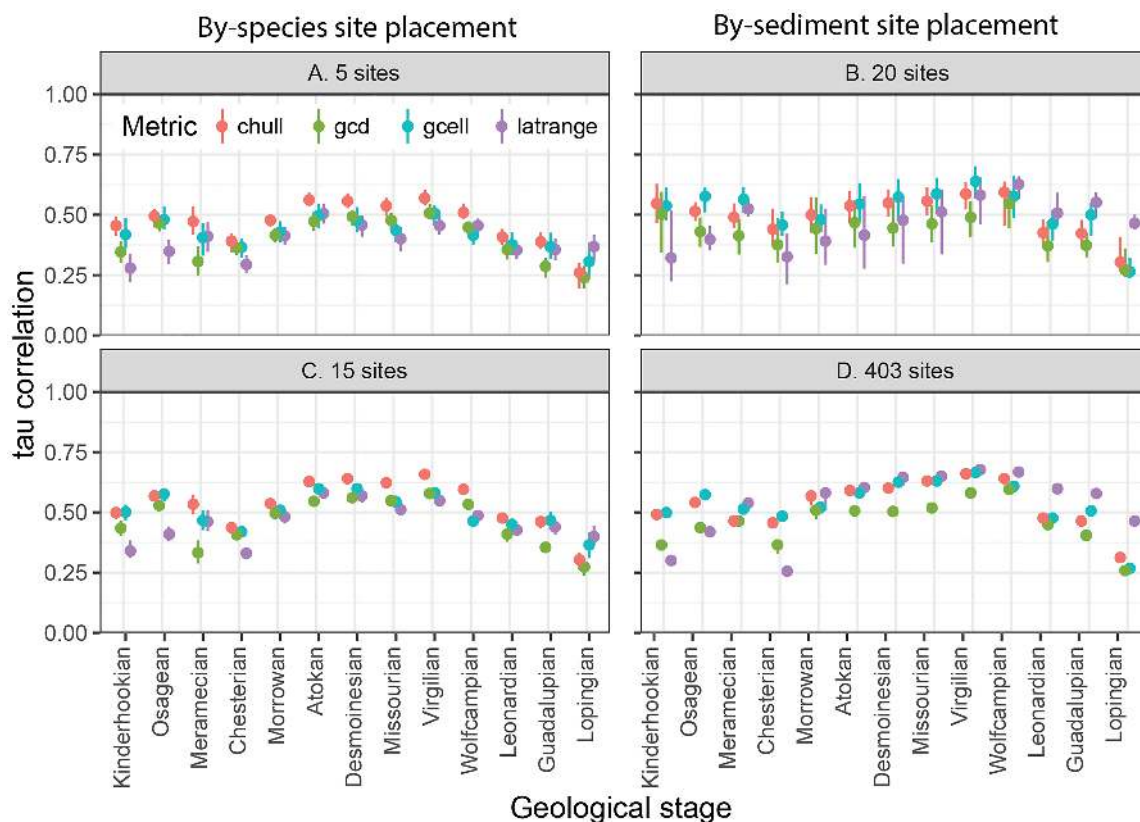 By-species site placement
By-sediment site placement
A. 5 sites
B. 20 sites
1.00
Metric chull gcd gcell latrange
0.75
0.50
0.25
0.00
C. 15 sites
D. 403 sites
1.00
0.75
0.50
0.25
0.00
tau correlation
Kinderhookian
Osagean
Meramecian
Chesterian
Morrowan
Atokan
Desmoinesian
Missourian
Virgilian
Wolfcampian
Leonardian
Guadalupian
Lopingian
Kinderhookian
Osagean
Meramecian
Chesterian
Morrowan
Atokan
Desmoinesian
Missourian
Virgilian
Wolfcampian
Leonardian
Guadalupian
Lopingian
Geological stage